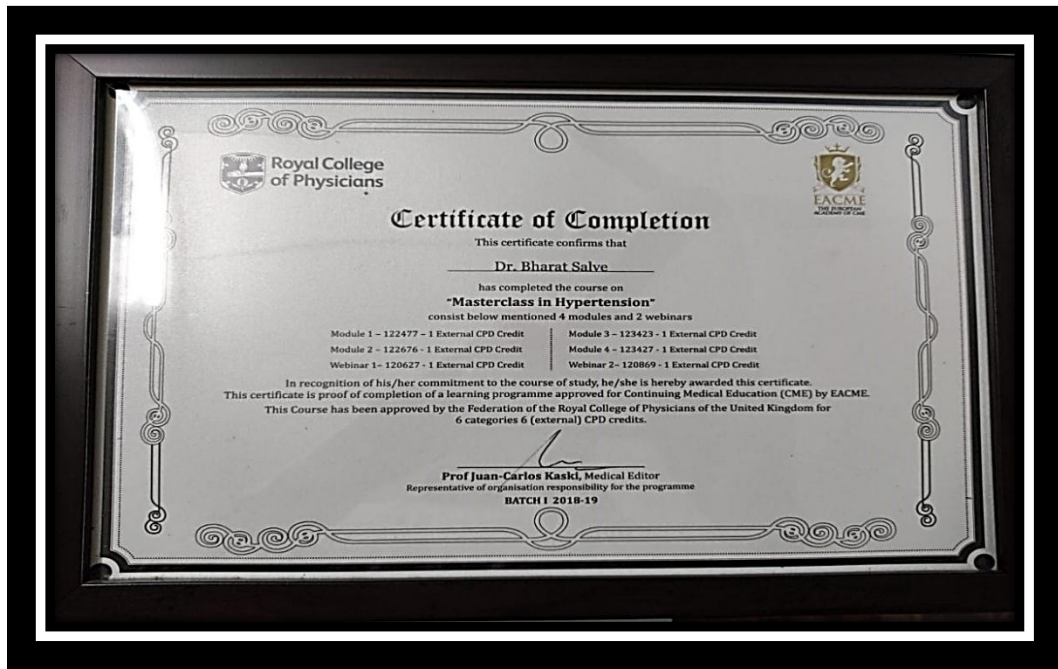 Royal College
of Physicians
EACME
THE EUROPEAN
ACADEMY OF CME
Certificate of Completion
This certificate confirms that
Dr. Bharat Salve
has completed the course on
"Masterclass in Hypertension"
consist below mentioned 4 modules and 2 webinars
Module 1 – 122477 – 1 External CPD Credit
Module 2 – 122676 - 1 External CPD Credit
Webinar 1– 120627 - 1 External CPD Credit
Module 3 – 123423 - 1 External CPD Credit
Module 4 – 123427 - 1 External CPD Credit
Webinar 2– 120869 - 1 External CPD Credit
In recognition of his/her commitment to the course of study, he/she is hereby awarded this certificate.
This certificate is proof of completion of a learning programme approved for Continuing Medical Education (CME) by EACME.
This Course has been approved by the Federation of the Royal College of Physicians of the United Kingdom for
6 categories 6 (external) CPD credits.
Prof Juan-Carlos Kaski, Medical Editor
Representative of organisation responsibility for the programme
BATCH I 2018-19